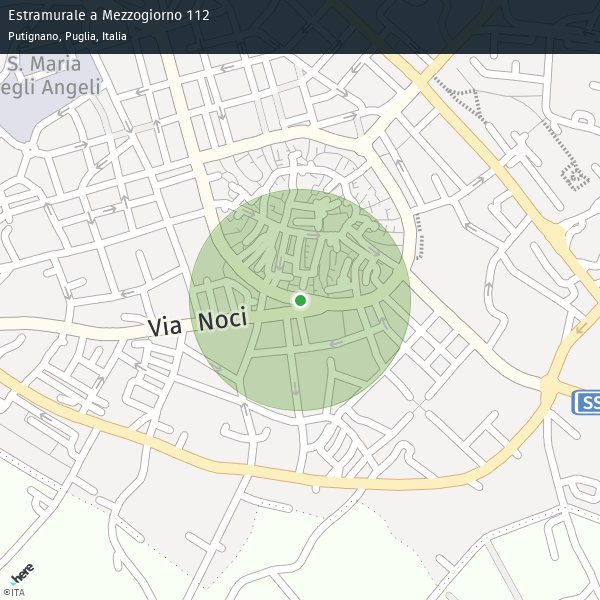 Estramurale a Mezzogiorno 112
Putignano, Puglia, Italia
S. Maria
egli Angeli
Via Noci
SS
here
©ITA